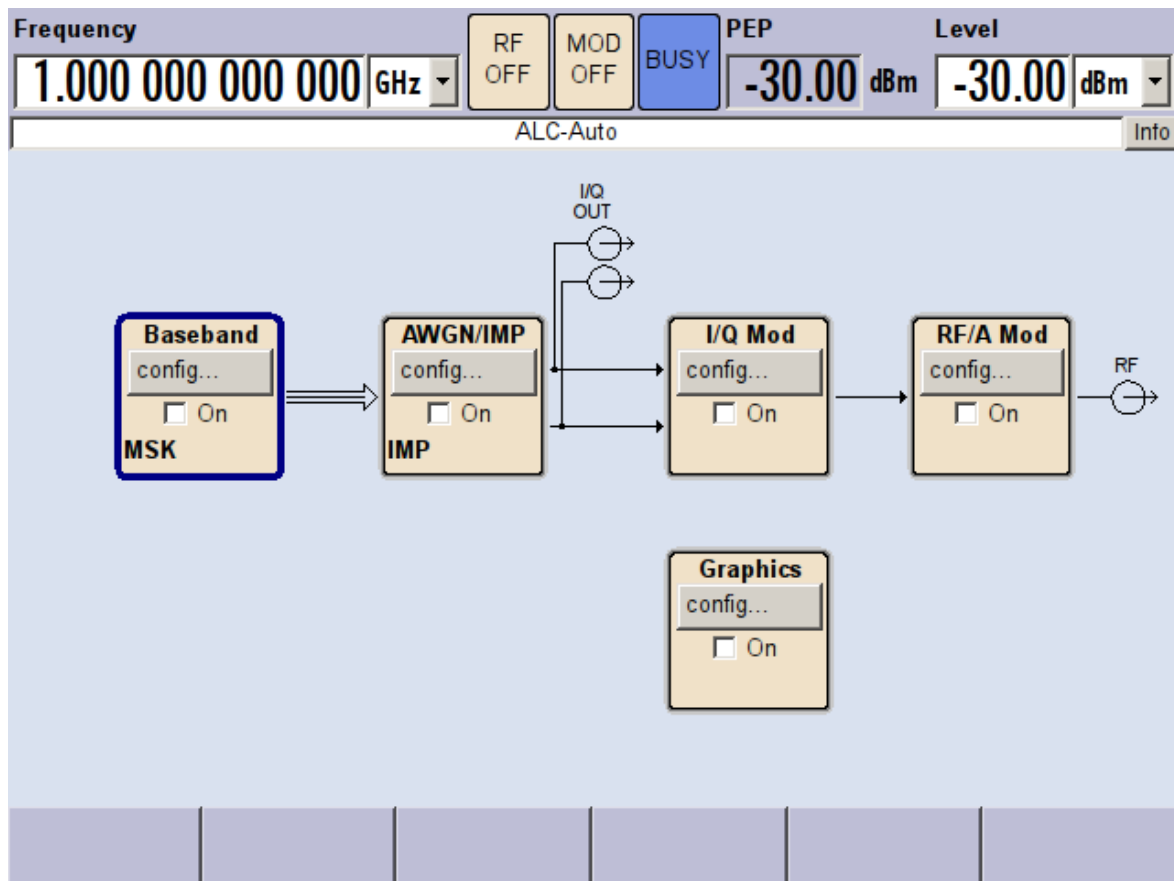 Frequency
1.000 000 000 000 GHz
RF OFF
MOD OFF
BUSY
PEP
-30.00 dBm
Level
-30.00 dBm
ALC-Auto
Info
I/Q
OUT
Baseband
config...
On
MSK
AWGN/IMP
config...
On
IMP
I/Q Mod
config...
On
RF/A Mod
config...
On
RF
Graphics
config...
On